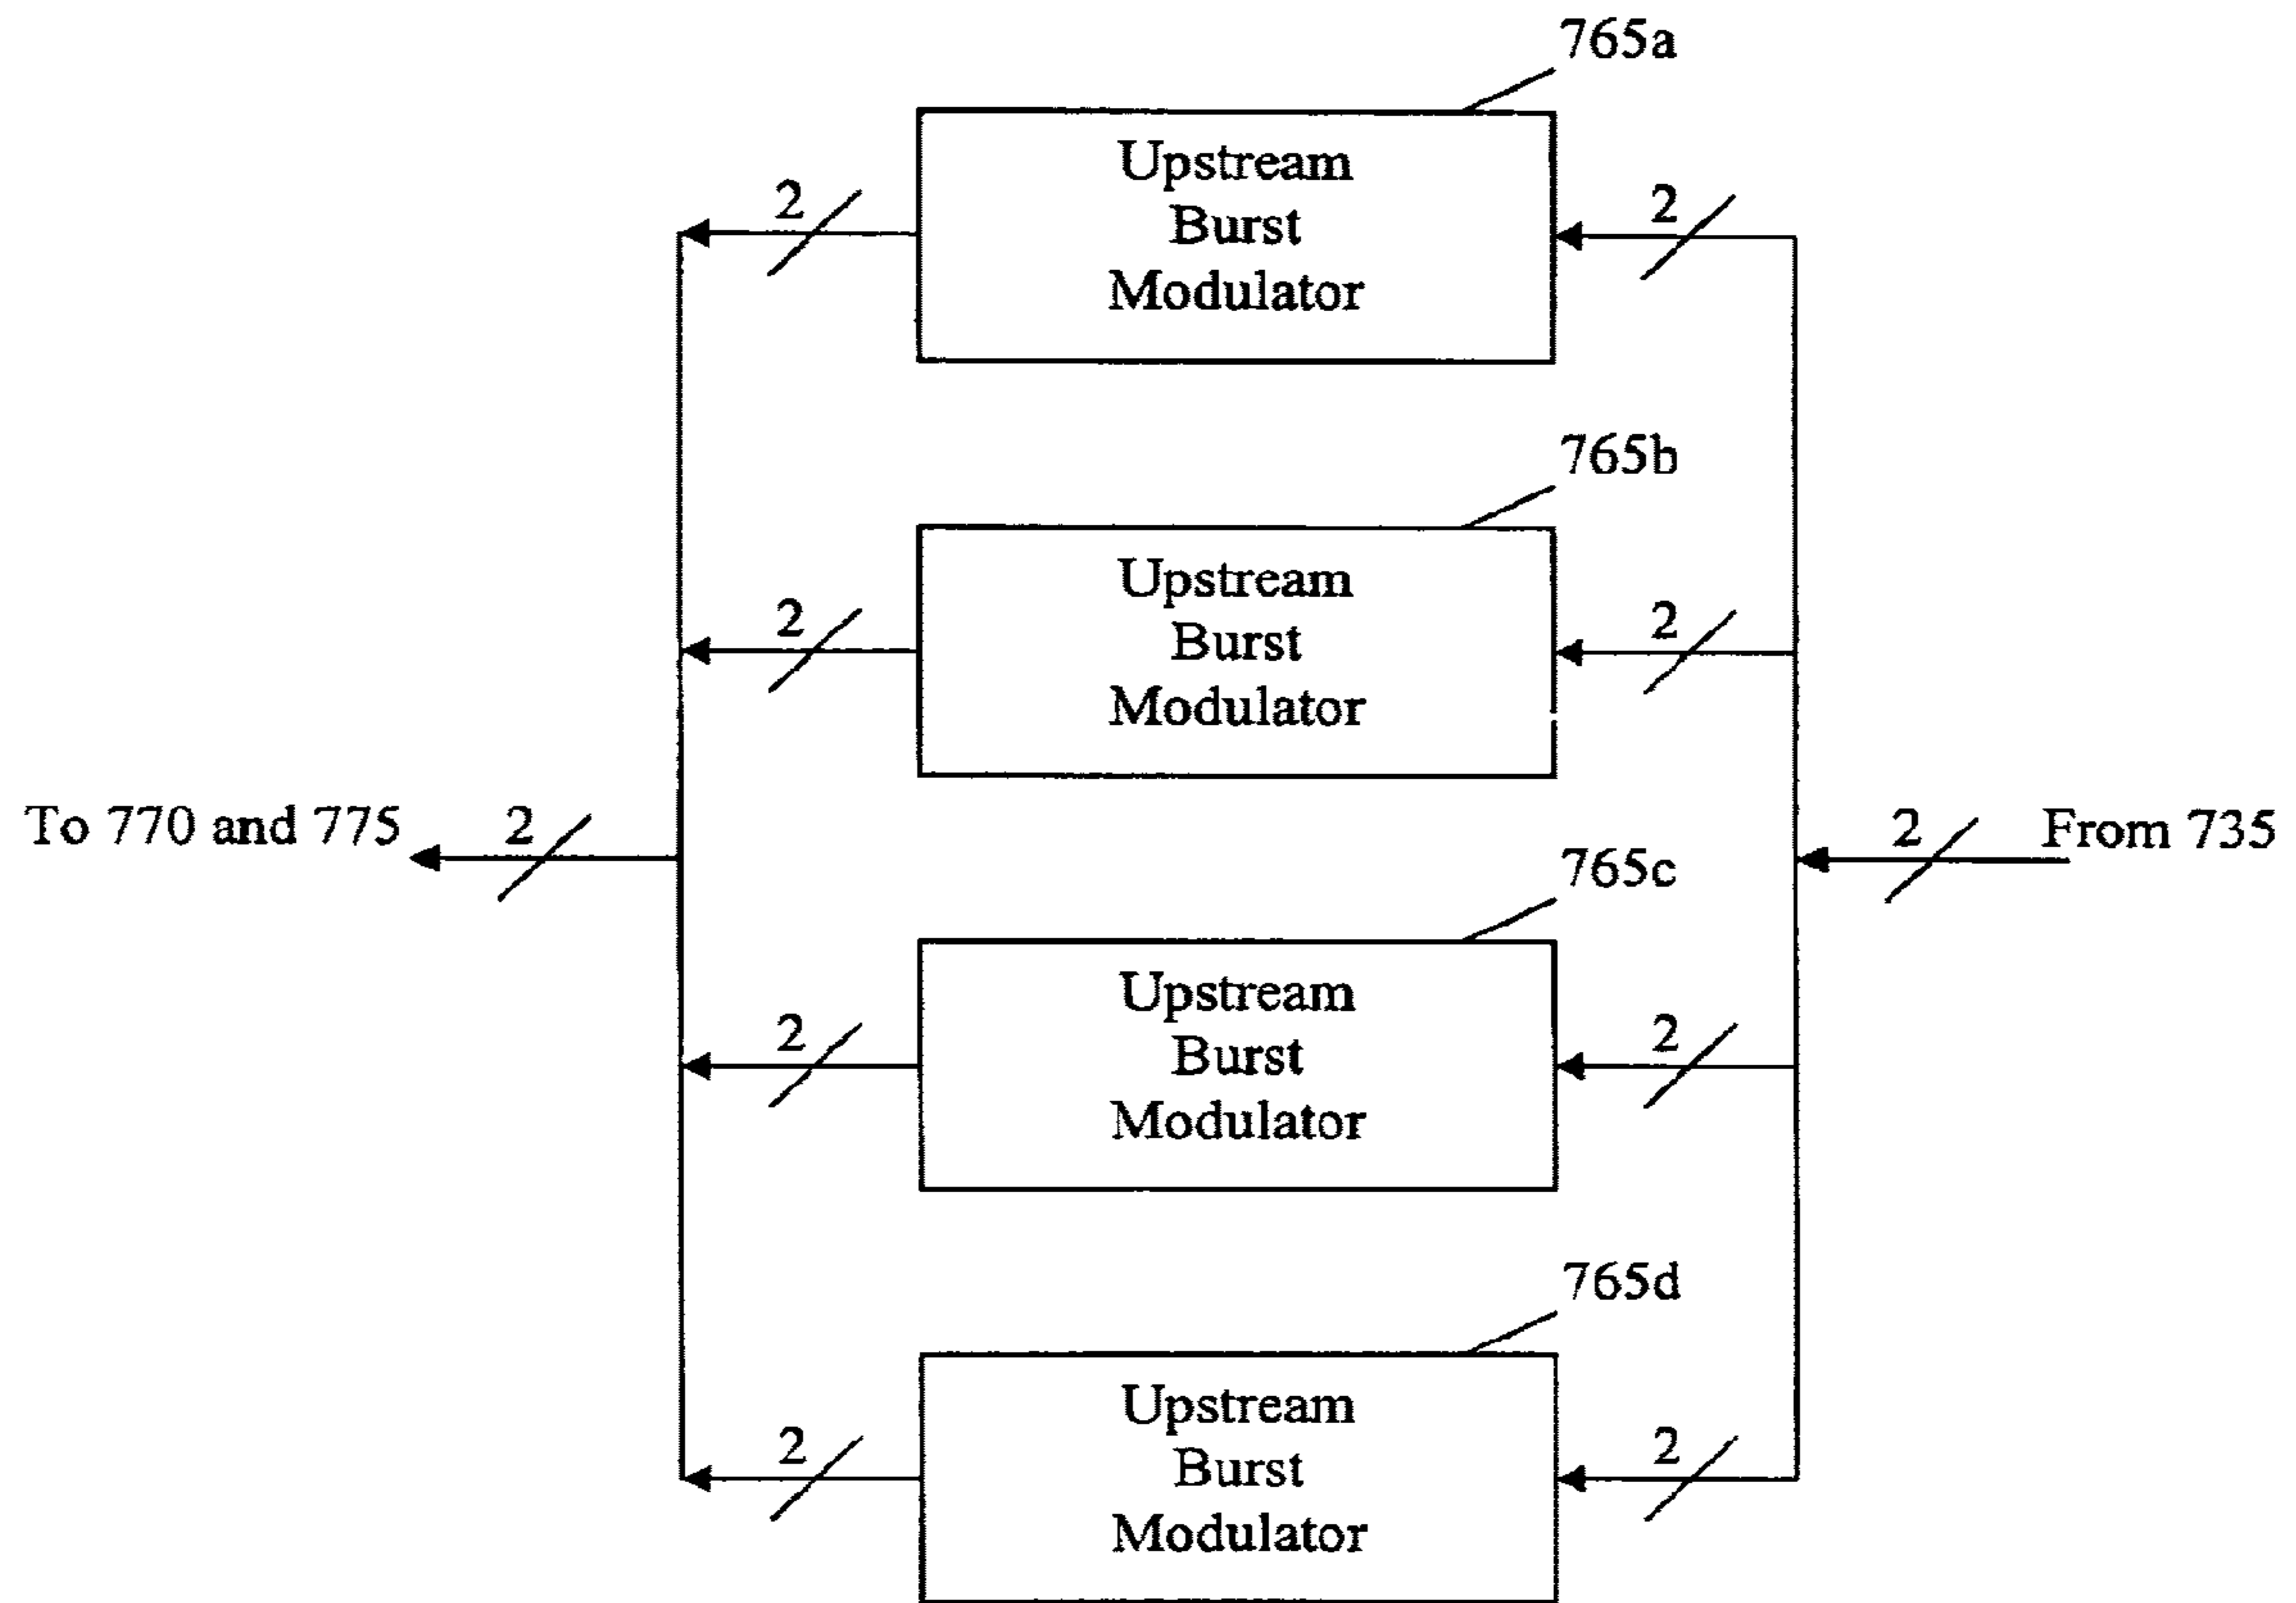 765a
Upstream
Burst
Modulator
2
2
765b
Upstream
Burst
Modulator
2
2
To 770 and 775
2
2
From 735
765c
Upstream
Burst
Modulator
2
2
765d
Upstream
Burst
Modulator
2
2